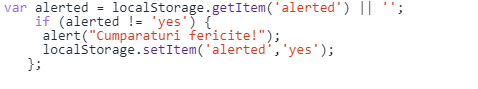 var alerted = localStorage.getItem('alerted') || '';
    if (alerted != 'yes') {
     alert("Cumparaturi fericite!");
     localStorage.setItem('alerted','yes');
   };